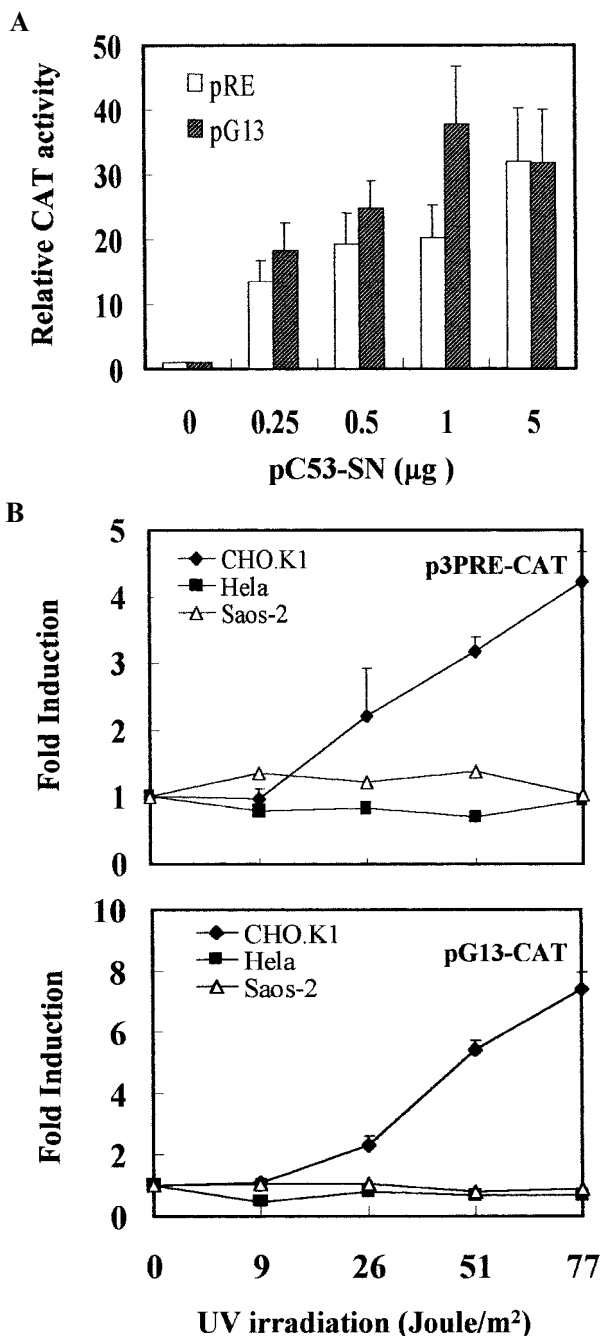 A
Relative CAT activity
50
40
30
20
10
0
pRE
pG13
0 0.25 0.5 1 5
pC53-SN (µg )
B
Fold Induction
5
4
3
2
1
0
CHO.K1
Hela
Saos-2
p3PRE-CAT
Fold Induction
10
8
6
4
2
0
CHO.K1
Hela
Saos-2
pG13-CAT
0 9 26 51 77
UV irradiation (Joule/m²)